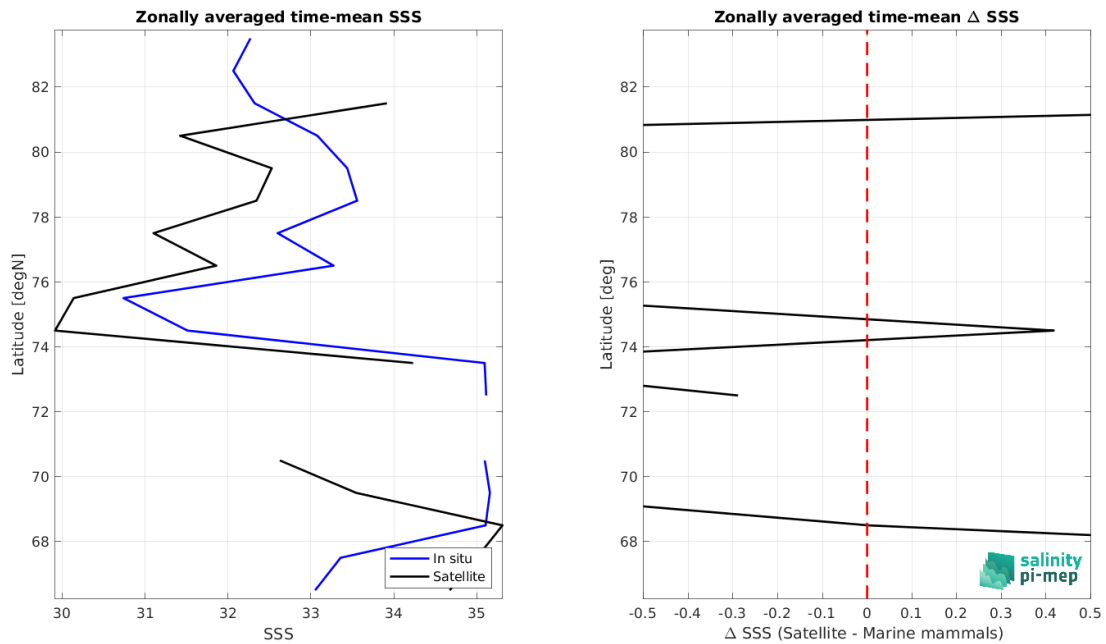 Zonally averaged time-mean SSS
Latitude [degN]
82
80
78
76
74
72
70
68
30 31 32 33 34 35
SSS
In situ
Satellite
Zonally averaged time-mean Δ SSS
Latitude [deg]
82
80
78
76
74
72
70
68
-0.5 -0.4 -0.3 -0.2 -0.1 0 0.1 0.2 0.3 0.4 0.5
Δ SSS (Satellite - Marine mammals)
salinity
pi-mep